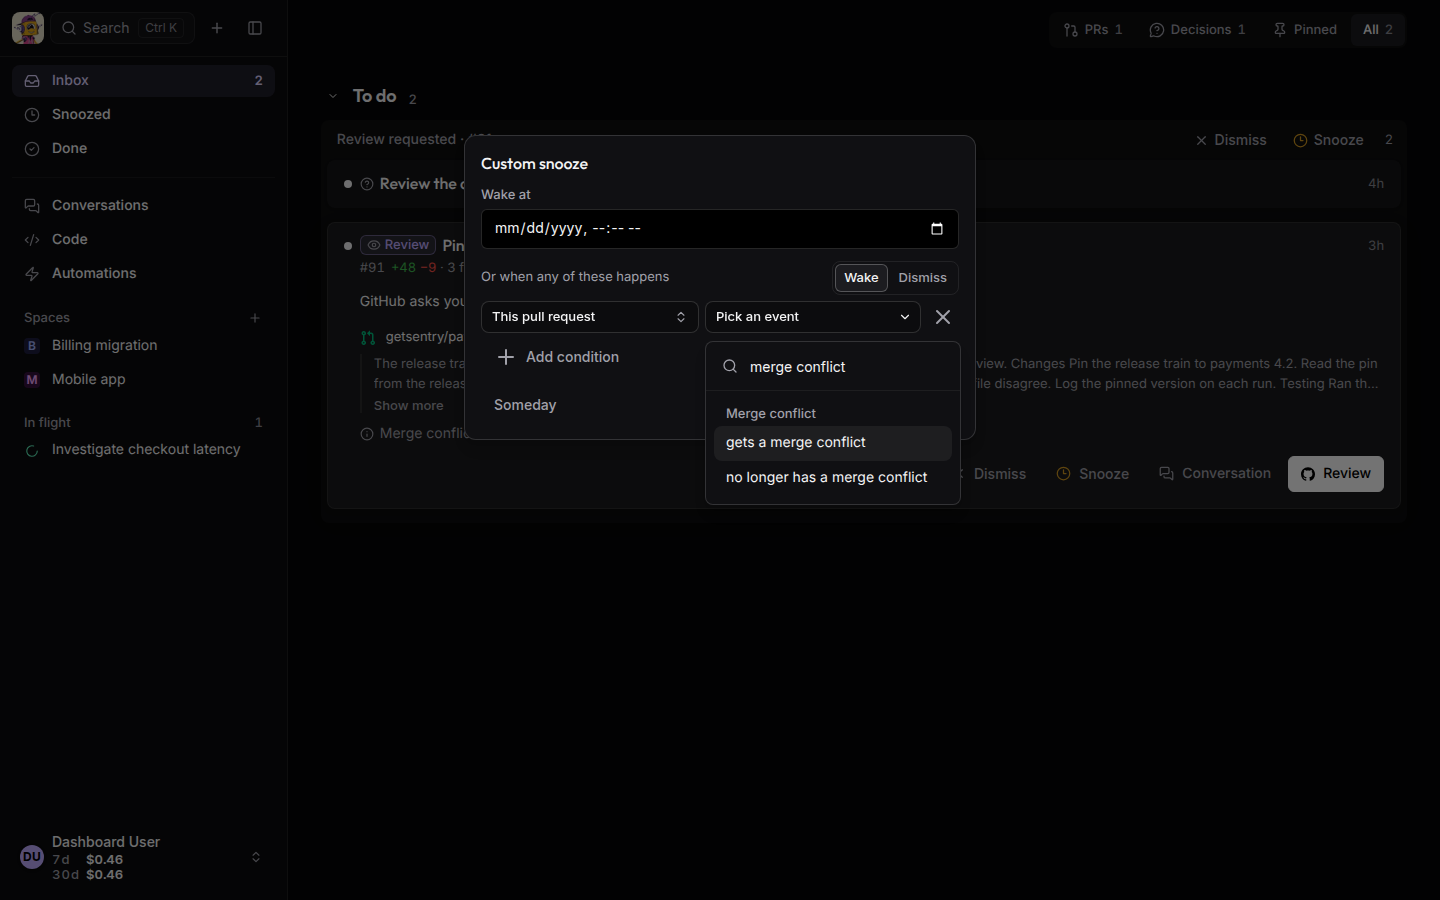 Search Ctrl K
Inbox 2
Snoozed
Done
Conversations
Code
Automations
Spaces
B Billing migration
M Mobile app
In flight 1
Investigate checkout latency
DU Dashboard User
7d $0.46
30d $0.46
PRs 1 Decisions 1 Pinned All 2
To do 2
Review requested · Dismiss Snooze 2
Review the 4h
Review Pin 3h
#91 +48 −9 · 3 f
GitHub asks you
getsentry/pa
The release tra view. Changes Pin the release train to payments 4.2. Read the pin
from the releas file disagree. Log the pinned version on each run. Testing Ran th...
Show more
Merge conflic
Dismiss Snooze Conversation Review
Custom snooze
Wake at
mm/dd/yyyy, --:-- --
Or when any of these happens Wake Dismiss
This pull request Pick an event
Add condition
Someday
merge conflict
Merge conflict
gets a merge conflict
no longer has a merge conflict